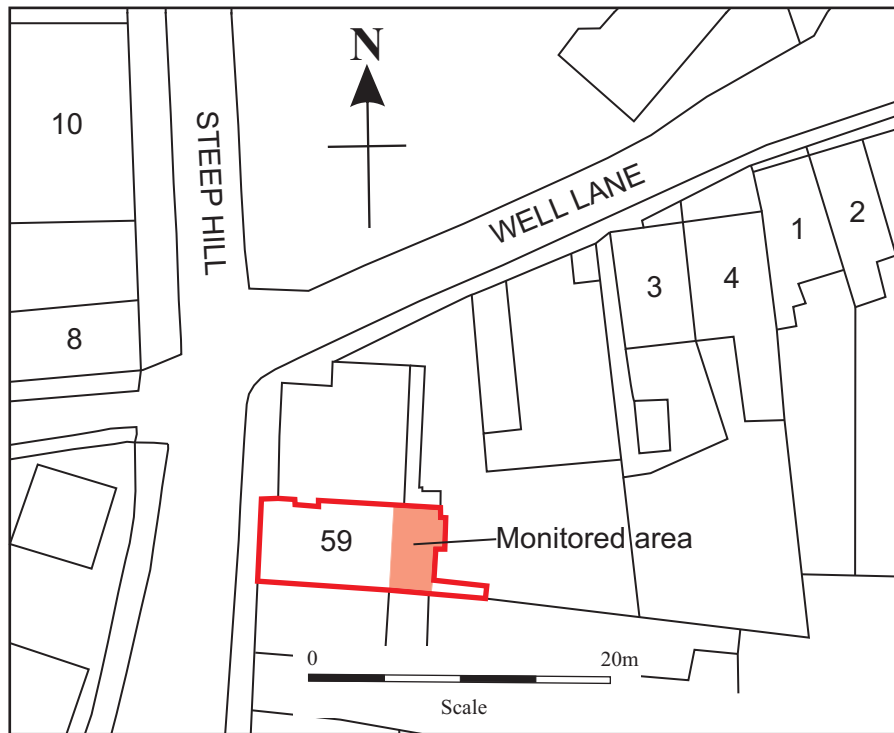 N
10
STEEP HILL
WELL LANE
2
1
3
4
8
59
Monitored area
0
20m
Scale